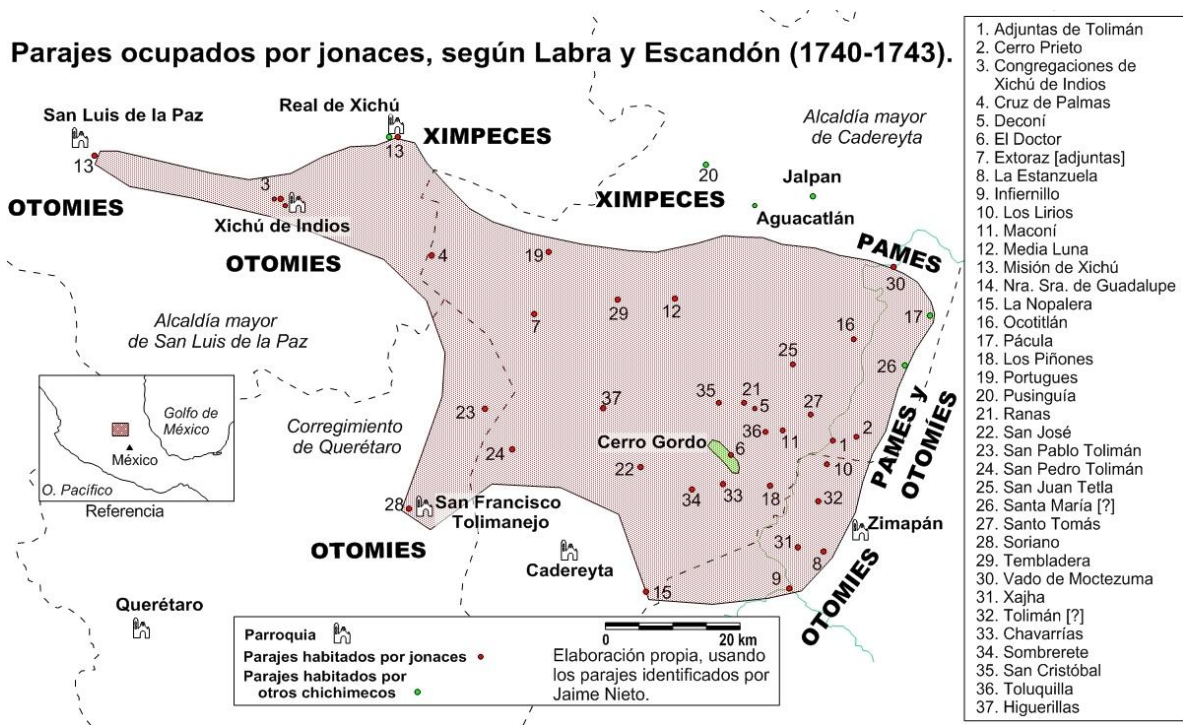 Parajes ocupados por jonaces, según Labra y Escandón (1740-1743).
San Luis de la Paz
13
Real de Xichú
13
XIMPECES
Alcaldía mayor
de Cadereyta
20
Jalpan
XIMPECES
Aguacatlán
OTOMIES
3
Xichú de Indios
OTOMIES
4
19
PAMES
30
7
29
12
16
17
Alcaldía mayor
de San Luis de la Paz
25
26
Golfo de
México
México
O. Pacífico
Referencia
Corregimiento
de Querétaro
23
37
35
21
5
27
PAMES Y
OTOMÍES
24
Cerro Gordo
36
11
1
2
22
6
10
34
33
18
32
28
San Francisco
Tolimanejo
Zimapán
OTOMIES
Cadereyta
31
8
OTOMIES
15
9
Querétaro
Parroquia
Parajes habitados por jonaces
Parajes habitados por
otros chichimecos
0
20 km
Elaboración propia, usando
los parajes identificados por
Jaime Nieto.
1. Adjuntas de Tolimán
2. Cerro Prieto
3. Congregaciones de
Xichú de Indios
4. Cruz de Palmas
5. Deconí
6. El Doctor
7. Extoraz [adjuntas]
8. La Estanzuela
9. Infiernillo
10. Los Lirios
11. Maconí
12. Media Luna
13. Misión de Xichú
14. Nra. Sra. de Guadalupe
15. La Nopalera
16. Ocotitlán
17. Pácula
18. Los Piñones
19. Portugues
20. Pusinguía
21. Ranas
22. San José
23. San Pablo Tolimán
24. San Pedro Tolimán
25. San Juan Tetla
26. Santa María [?]
27. Santo Tomás
28. Soriano
29. Tembladera
30. Vado de Moctezuma
31. Xajha
32. Tolimán [?]
33. Chavarrías
34. Sombrerete
35. San Cristóbal
36. Toluquilla
37. Higuerillas